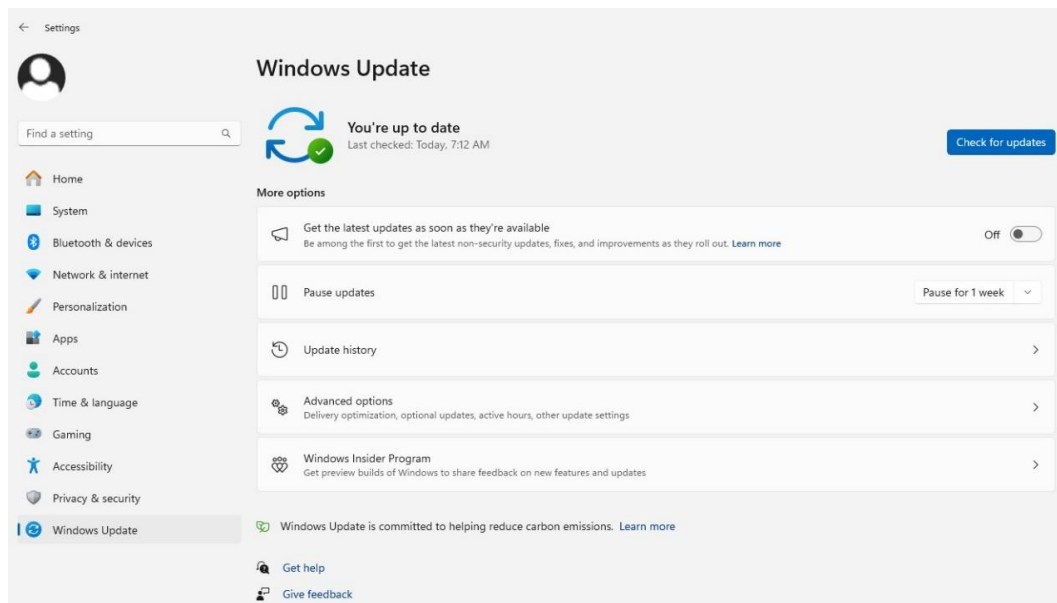 Settings
Windows Update
Find a setting
You're up to date
Last checked: Today, 7:12 AM
Check for updates
Home
System
Bluetooth & devices
Network & internet
Personalization
Apps
Accounts
Time & language
Gaming
Accessibility
Privacy & security
Windows Update
More options
Get the latest updates as soon as they're available
Be among the first to get the latest non-security updates, fixes, and improvements as they roll out. Learn more
Off
Pause updates
Pause for 1 week
Update history
Advanced options
Delivery optimization, optional updates, active hours, other update settings
Windows Insider Program
Get preview builds of Windows to share feedback on new features and updates
Windows Update is committed to helping reduce carbon emissions. Learn more
Get help
Give feedback